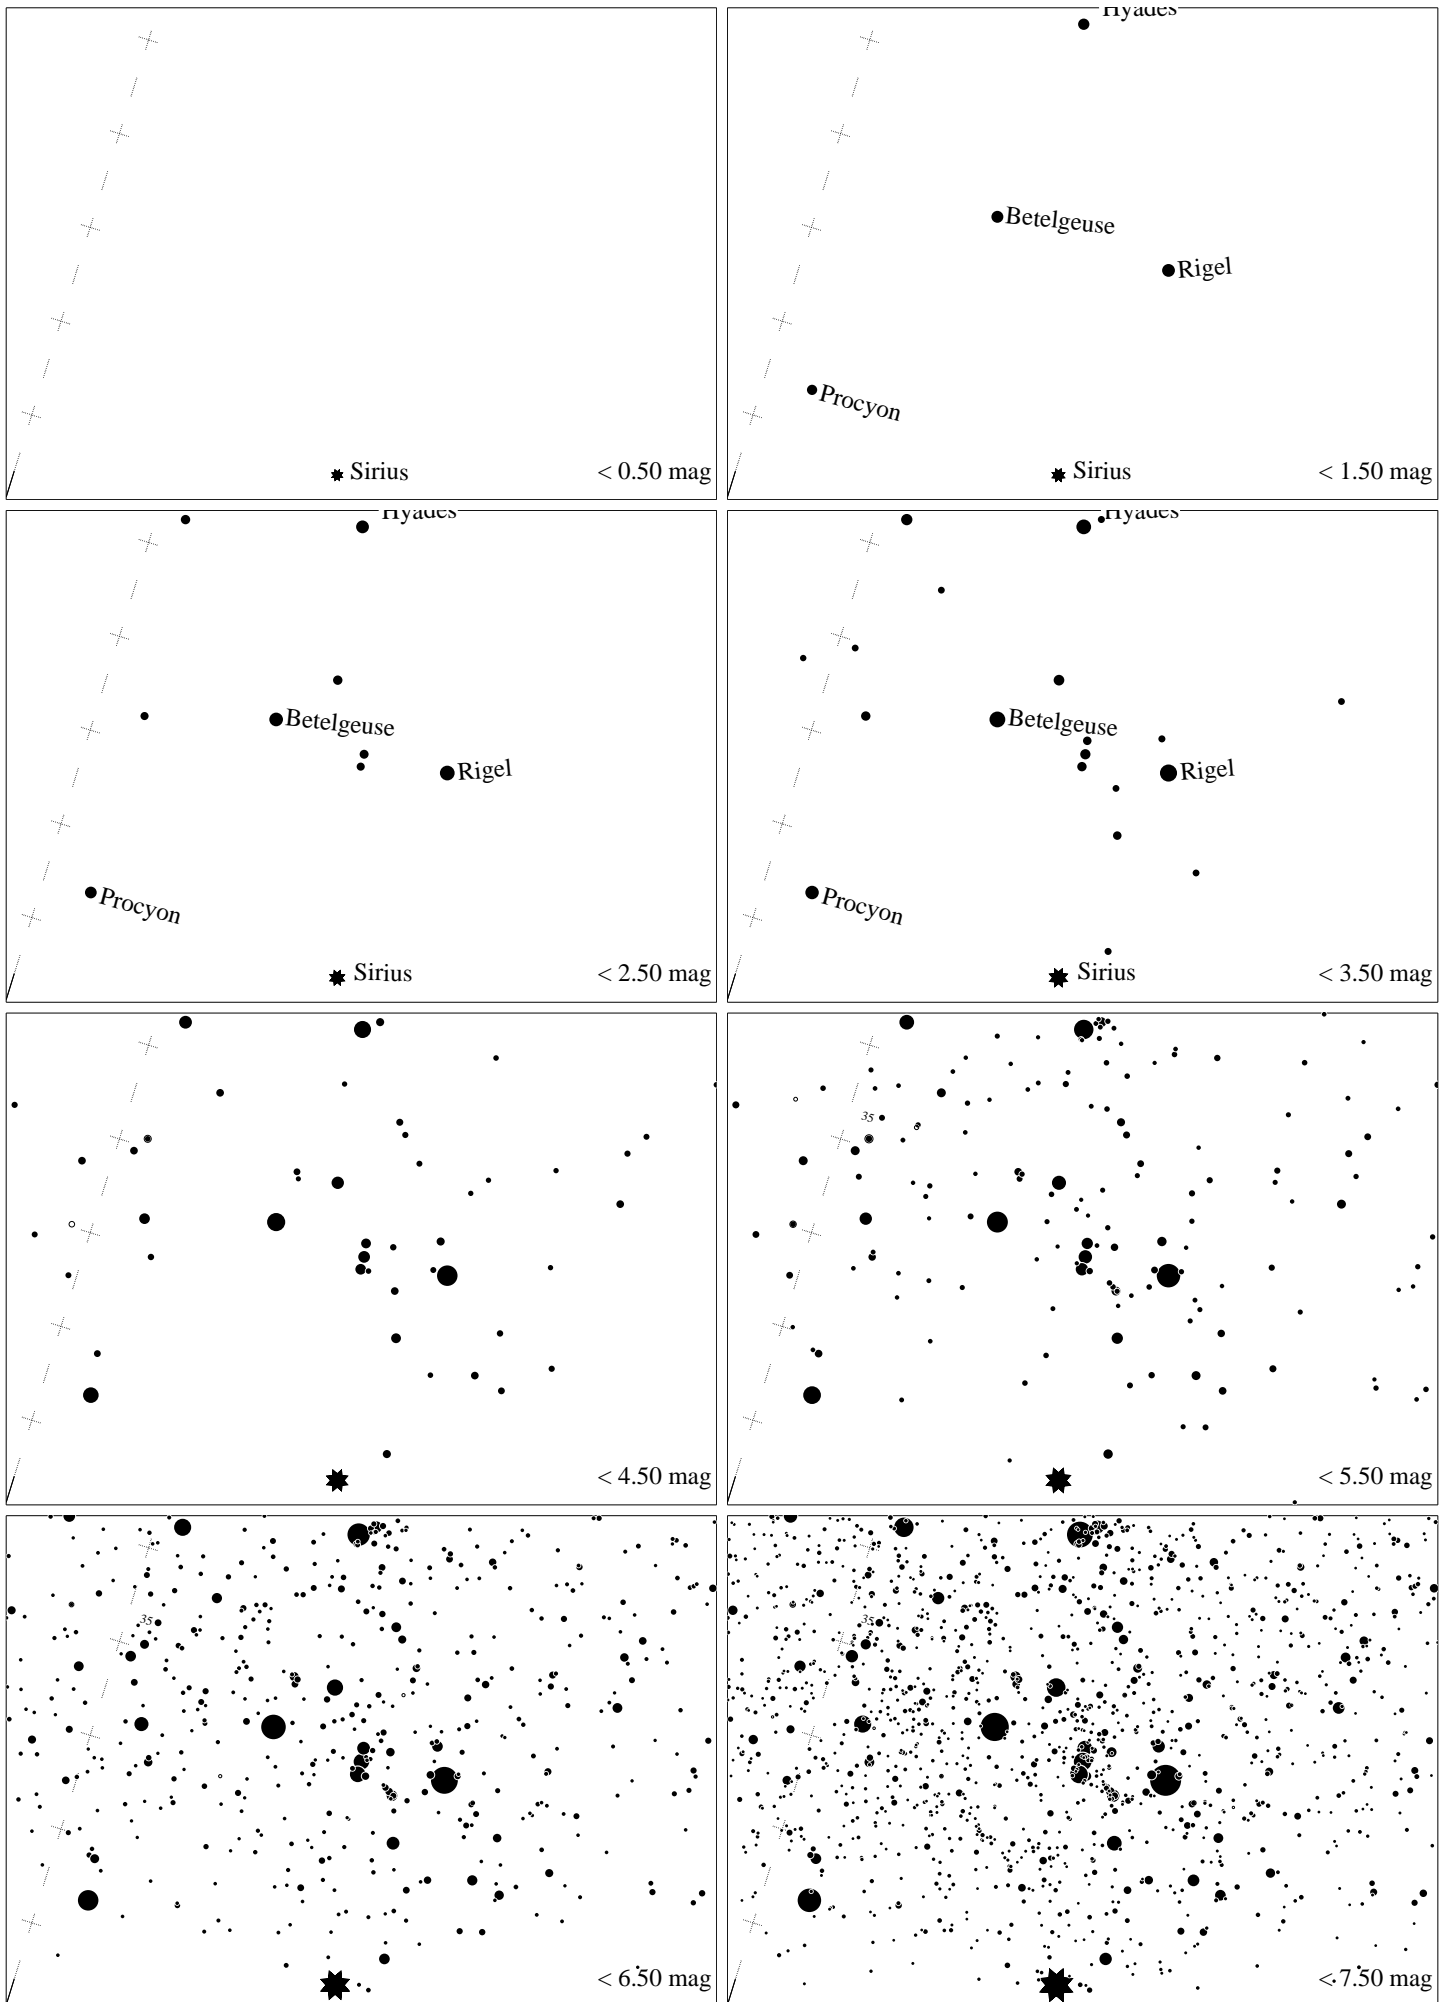 Sirius
< 0.50 mag
Hyades
Betelgeuse
Rigel
Procyon
Sirius
< 1.50 mag
Hyades
Betelgeuse
Rigel
Procyon
Sirius
< 2.50 mag
Hyades
Betelgeuse
Rigel
Procyon
Sirius
< 3.50 mag
< 4.50 mag
35
< 5.50 mag
35
< 6.50 mag
35
< 7.50 mag